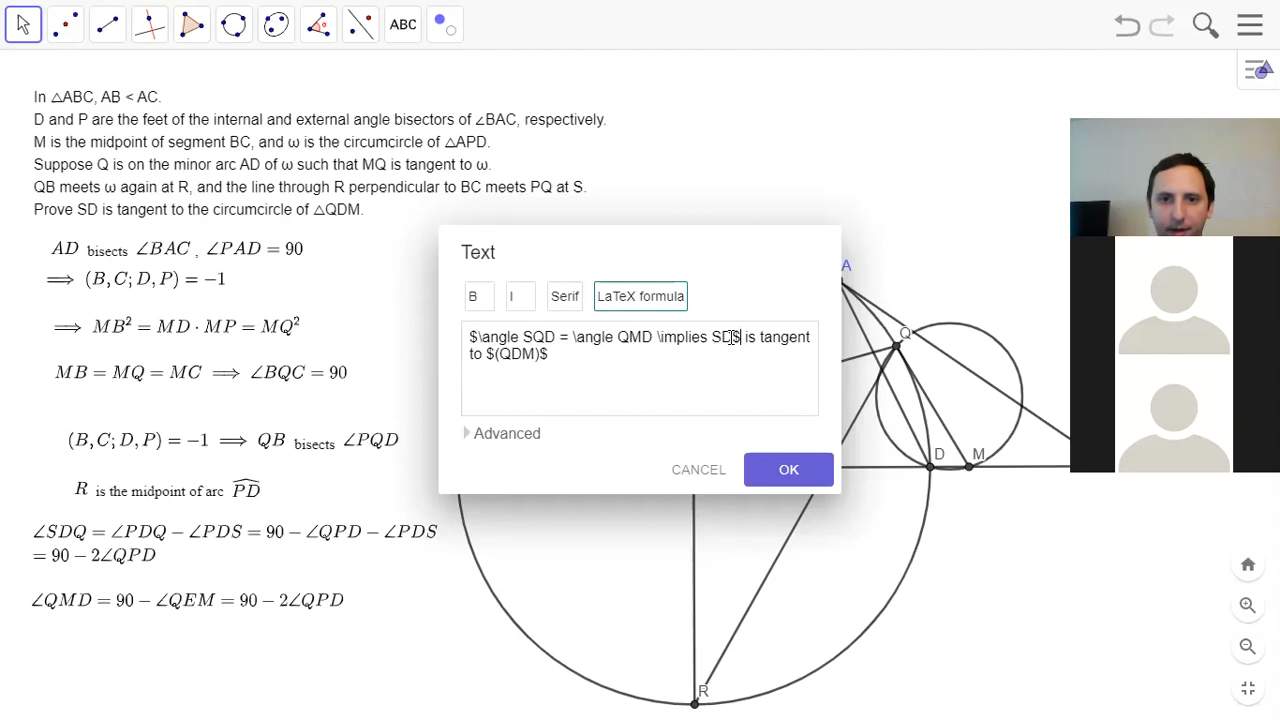 ABC
In △ABC, AB < AC.
D and P are the feet of the internal and external angle bisectors of ∠BAC, respectively.
M is the midpoint of segment BC, and ω is the circumcircle of △APD.
Suppose Q is on the minor arc AD of ω such that MQ is tangent to ω.
QB meets ω again at R, and the line through R perpendicular to BC meets PQ at S.
Prove SD is tangent to the circumcircle of △QDM.
AD bisects ∠BAC , ∠PAD = 90
⟹ (B, C; D, P) = −1
⟹ MB² = MD · MP = MQ²
MB = MQ = MC ⟹ ∠BQC = 90
(B, C; D, P) = −1 ⟹ QB bisects ∠PQD
R is the midpoint of arc \widehat{PD}
∠SDQ = ∠PDQ − ∠PDS = 90 − ∠QPD − ∠PDS
= 90 − 2∠QPD
∠QMD = 90 − ∠QEM = 90 − 2∠QPD
Text
B I Serif LaTeX formula
$\angle SQD = \angle QMD \implies SD$ is tangent
to $(QDM)$
Advanced
CANCEL OK
A
Q
D M
R